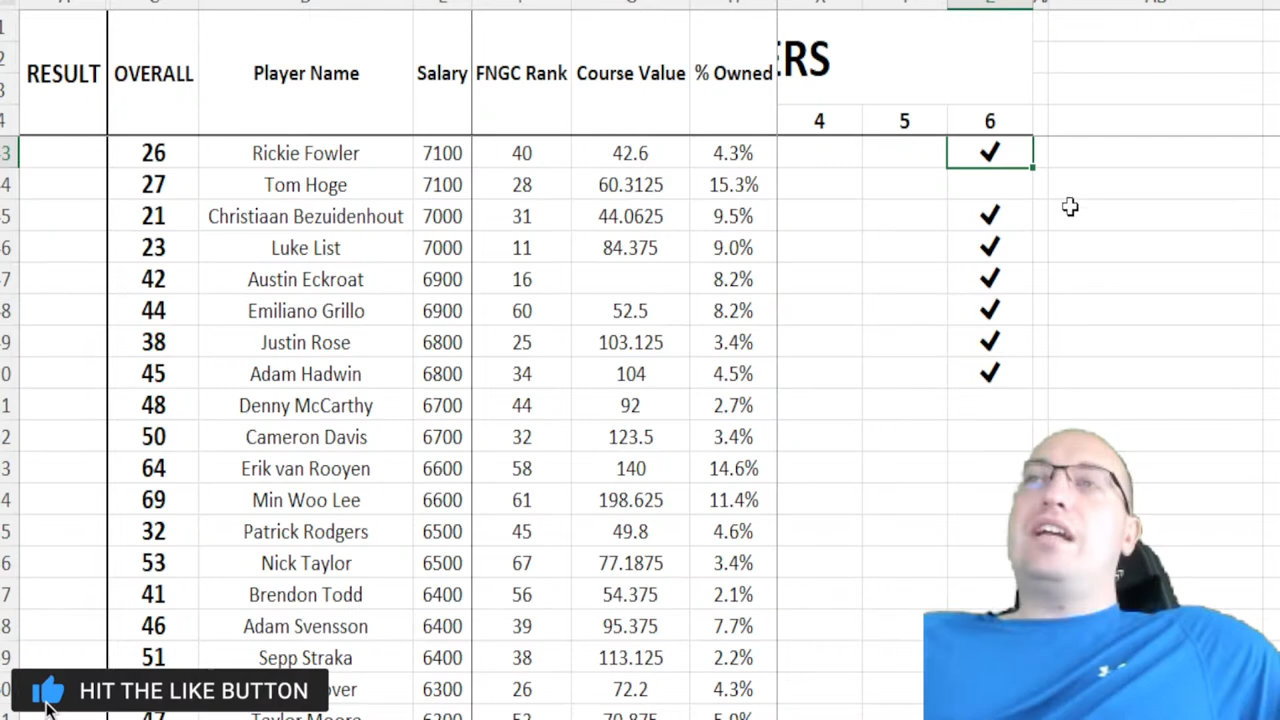 ERS
RESULT OVERALL Player Name Salary FNGC Rank Course Value % Owned
4 5 6
26 Rickie Fowler 7100 40 42.6 4.3% ✓
27 Tom Hoge 7100 28 60.3125 15.3%
21 Christiaan Bezuidenhout 7000 31 44.0625 9.5% ✓
23 Luke List 7000 11 84.375 9.0% ✓
42 Austin Eckroat 6900 16 8.2% ✓
44 Emiliano Grillo 6900 60 52.5 8.2% ✓
38 Justin Rose 6800 25 103.125 3.4% ✓
45 Adam Hadwin 6800 34 104 4.5% ✓
48 Denny McCarthy 6700 44 92 2.7%
50 Cameron Davis 6700 32 123.5 3.4%
64 Erik van Rooyen 6600 58 140 14.6%
69 Min Woo Lee 6600 61 198.625 11.4%
32 Patrick Rodgers 6500 45 49.8 4.6%
53 Nick Taylor 6500 67 77.1875 3.4%
41 Brendon Todd 6400 56 54.375 2.1%
46 Adam Svensson 6400 39 95.375 7.7%
51 Sepp Straka 6400 38 113.125 2.2%
over 6300 26 72.2 4.3%
HIT THE LIKE BUTTON